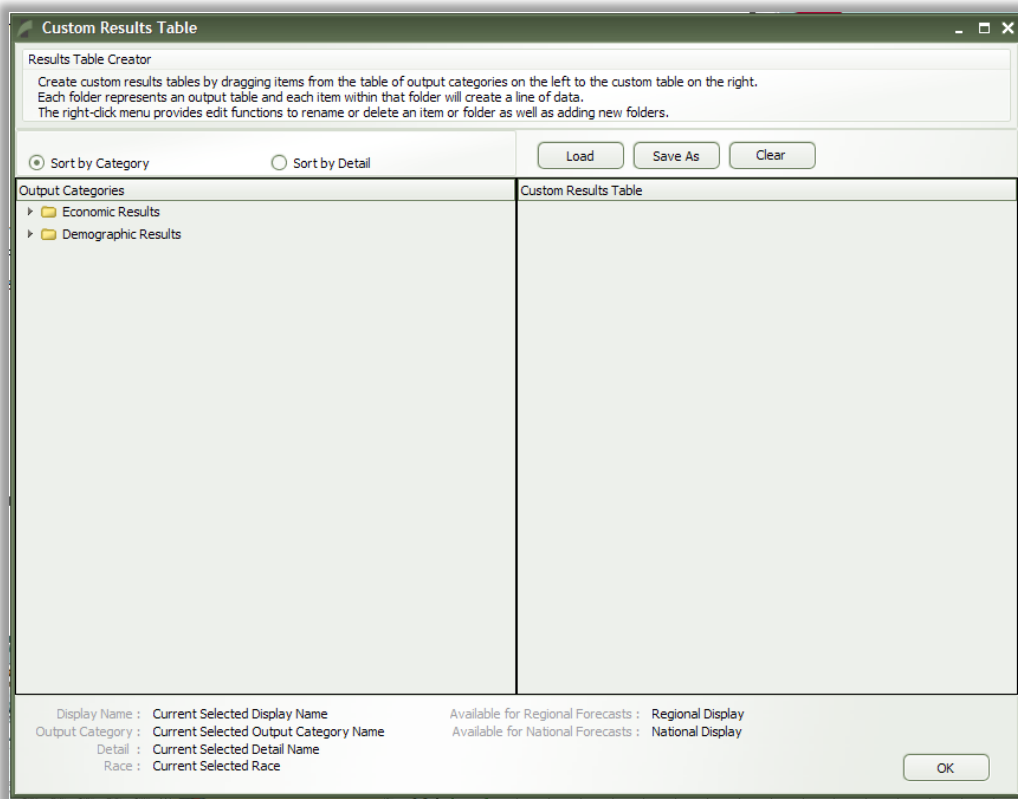 Custom Results Table
Results Table Creator
Create custom results tables by dragging items from the table of output categories on the left to the custom table on the right.
Each folder represents an output table and each item within that folder will create a line of data.
The right-click menu provides edit functions to rename or delete an item or folder as well as adding new folders.
Sort by Category Sort by Detail Load Save As Clear
Output Categories Custom Results Table
Economic Results
Demographic Results
Display Name : Current Selected Display Name Available for Regional Forecasts : Regional Display
Output Category : Current Selected Output Category Name Available for National Forecasts : National Display
Detail : Current Selected Detail Name
Race : Current Selected Race
OK